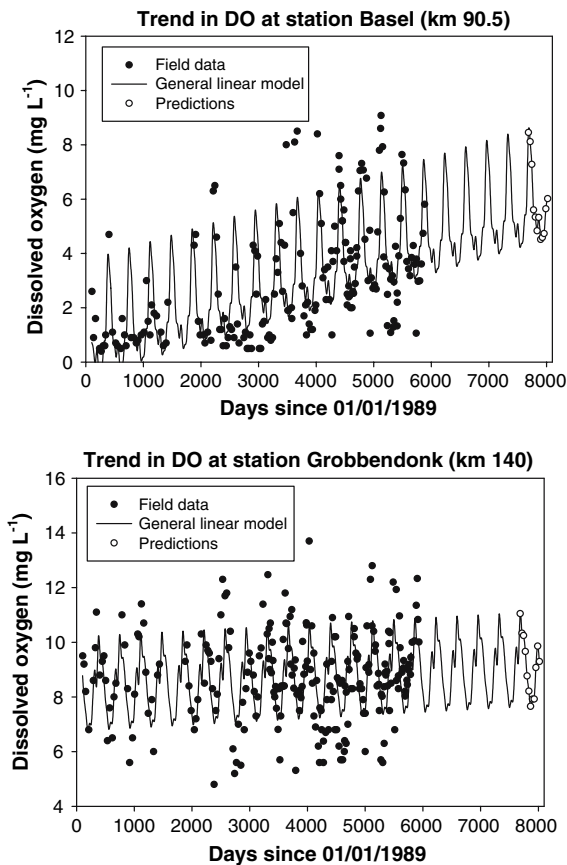 Trend in DO at station Basel (km 90.5)
12
10
8
6
4
2
0
Dissolved oxygen (mg L-1)
Field data
General linear model
Predictions
0 1000 2000 3000 4000 5000 6000 7000 8000
Days since 01/01/1989
Trend in DO at station Grobbendonk (km 140)
16
14
12
10
8
6
4
Dissolved oxygen (mg L-1)
Field data
General linear model
Predictions
0 1000 2000 3000 4000 5000 6000 7000 8000
Days since 01/01/1989